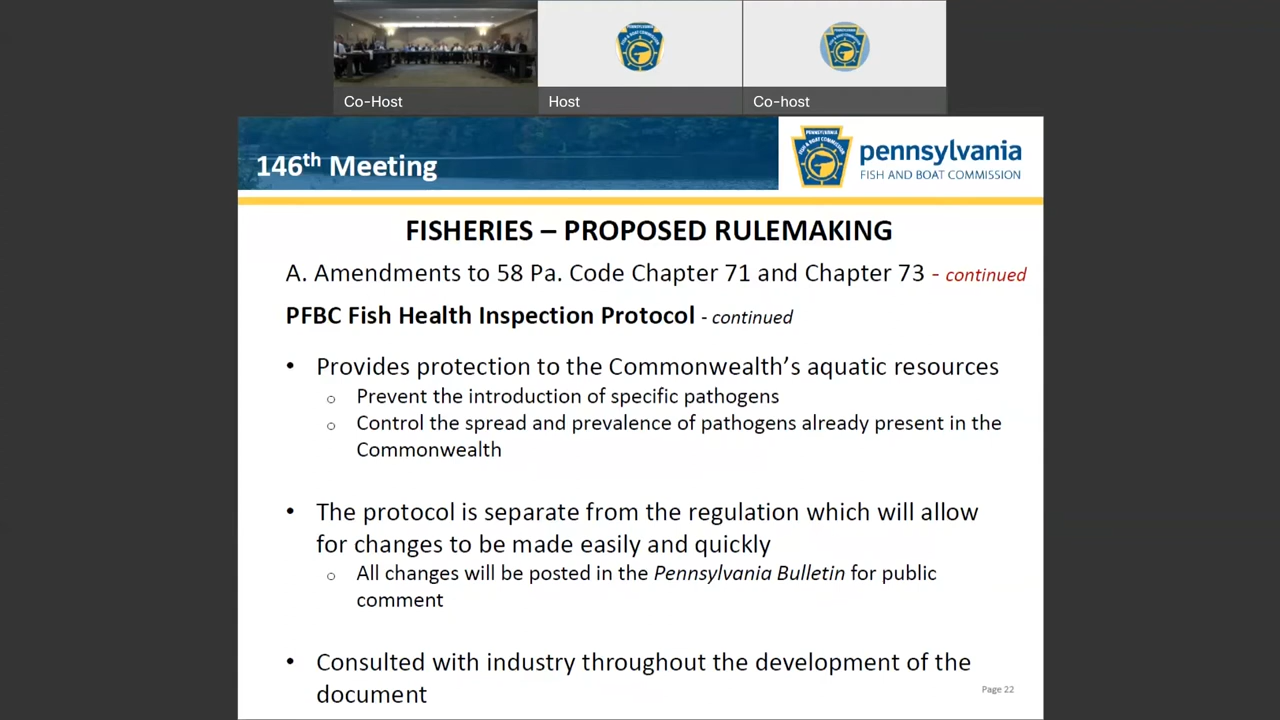 Co-Host
Host
Co-host
146th Meeting
pennsylvania
FISH AND BOAT COMMISSION
FISHERIES – PROPOSED RULEMAKING
A. Amendments to 58 Pa. Code Chapter 71 and Chapter 73 - continued
PFBC Fish Health Inspection Protocol - continued
• Provides protection to the Commonwealth’s aquatic resources
o Prevent the introduction of specific pathogens
o Control the spread and prevalence of pathogens already present in the
Commonwealth
• The protocol is separate from the regulation which will allow
for changes to be made easily and quickly
o All changes will be posted in the Pennsylvania Bulletin for public
comment
• Consulted with industry throughout the development of the
document
Page 22